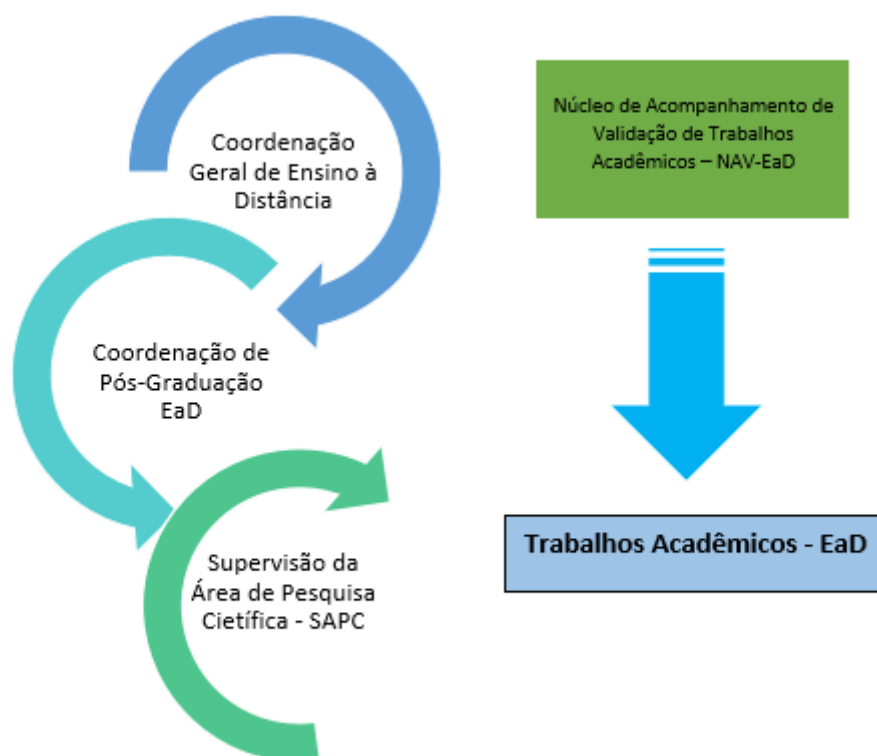 Coordenação
Geral de Ensino à
Distância
Núcleo de Acompanhamento de
Validação de Trabalhos
Acadêmicos – NAV-EaD
Coordenação de
Pós-Graduação
EaD
Trabalhos Acadêmicos - EaD
Supervisão da
Área de Pesquisa
Cietífica - SAPC